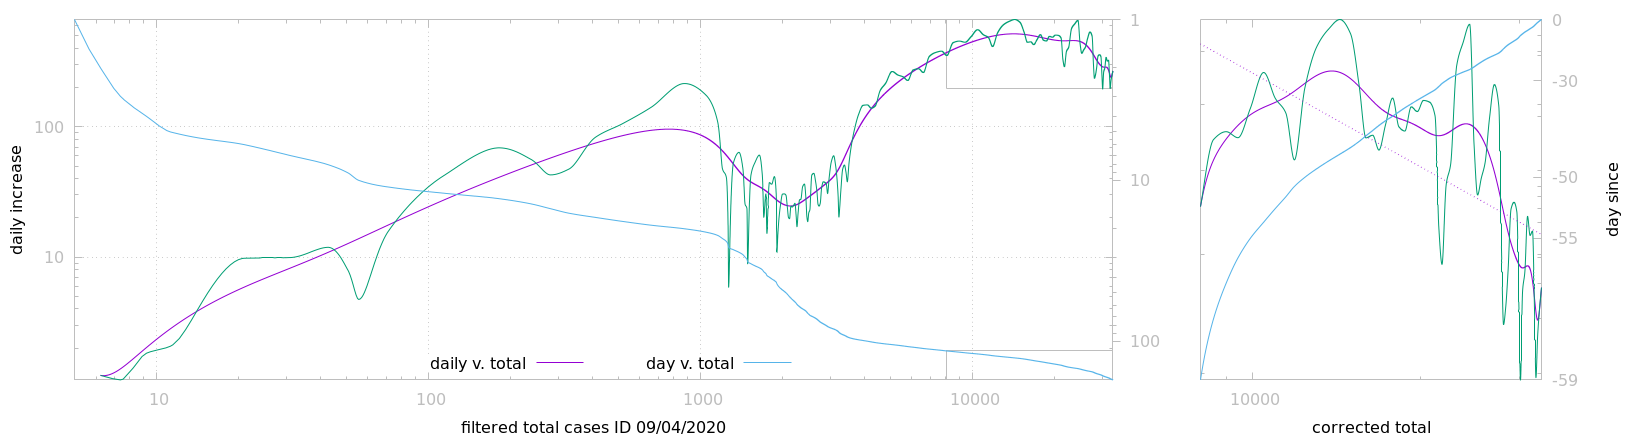 daily increase
100
10
10
100
1000
10000
1
10
100
daily v. total
day v. total
filtered total cases ID 09/04/2020
0
-30
-50
-55
-59
day since
10000
corrected total